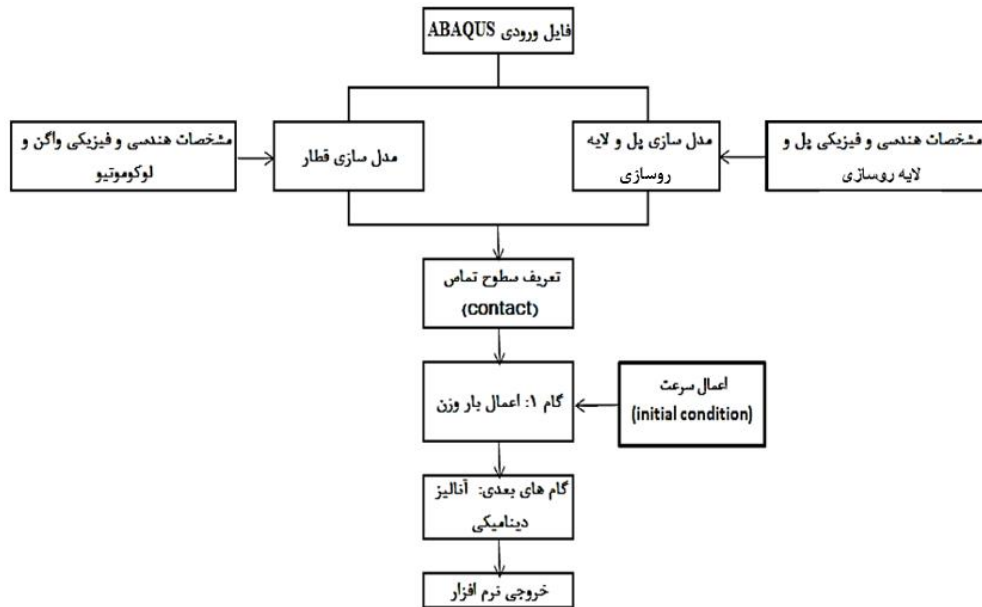 فایل ورودی ABAQUS
مشخصات هندسی و فیزیکی پل و
لایه روسازی
مدل سازی پل و لایه
روسازی
مدل سازی قطار
مشخصات هندسی و فیزیکی واگن و
لوکوموتیو
تعریف سطوح تماس
(contact)
گام ۱: اعمال بار وزن
اعمال سرعت
(initial condition)
گام های بعدی: آنالیز
دینامیکی
خروجی نرم افزار